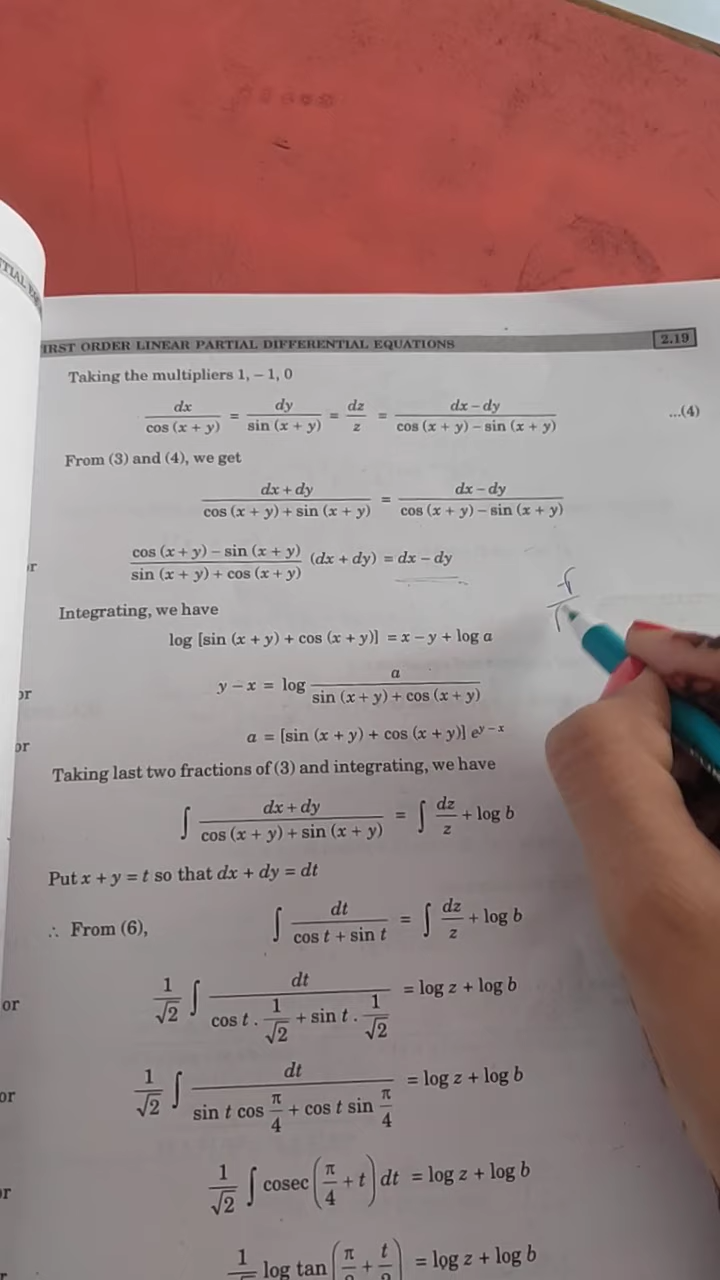 IRST ORDER LINEAR PARTIAL DIFFERENTIAL EQUATIONS 2.19
Taking the multipliers 1, – 1, 0
dx/cos (x + y) = dy/sin (x + y) = dz/z = dx – dy/cos (x + y) – sin (x + y) ...(4)
From (3) and (4), we get
dx + dy/cos (x + y) + sin (x + y) = dx – dy/cos (x + y) – sin (x + y)
cos (x + y) – sin (x + y)/sin (x + y) + cos (x + y) (dx + dy) = dx – dy
Integrating, we have
log [sin (x + y) + cos (x + y)] = x – y + log a
y – x = log a/sin (x + y) + cos (x + y)
or
a = [sin (x + y) + cos (x + y)] e^(y – x)
Taking last two fractions of (3) and integrating, we have
∫ dx + dy/cos (x + y) + sin (x + y) = ∫ dz/z + log b
Put x + y = t so that dx + dy = dt
∴ From (6), ∫ dt/cos t + sin t = ∫ dz/z + log b
or 1/√2 ∫ dt/cos t . 1/√2 + sin t . 1/√2 = log z + log b
or 1/√2 ∫ dt/sin t cos π/4 + cos t sin π/4 = log z + log b
1/√2 ∫ cosec (π/4 + t) dt = log z + log b
log tan = log z + log b